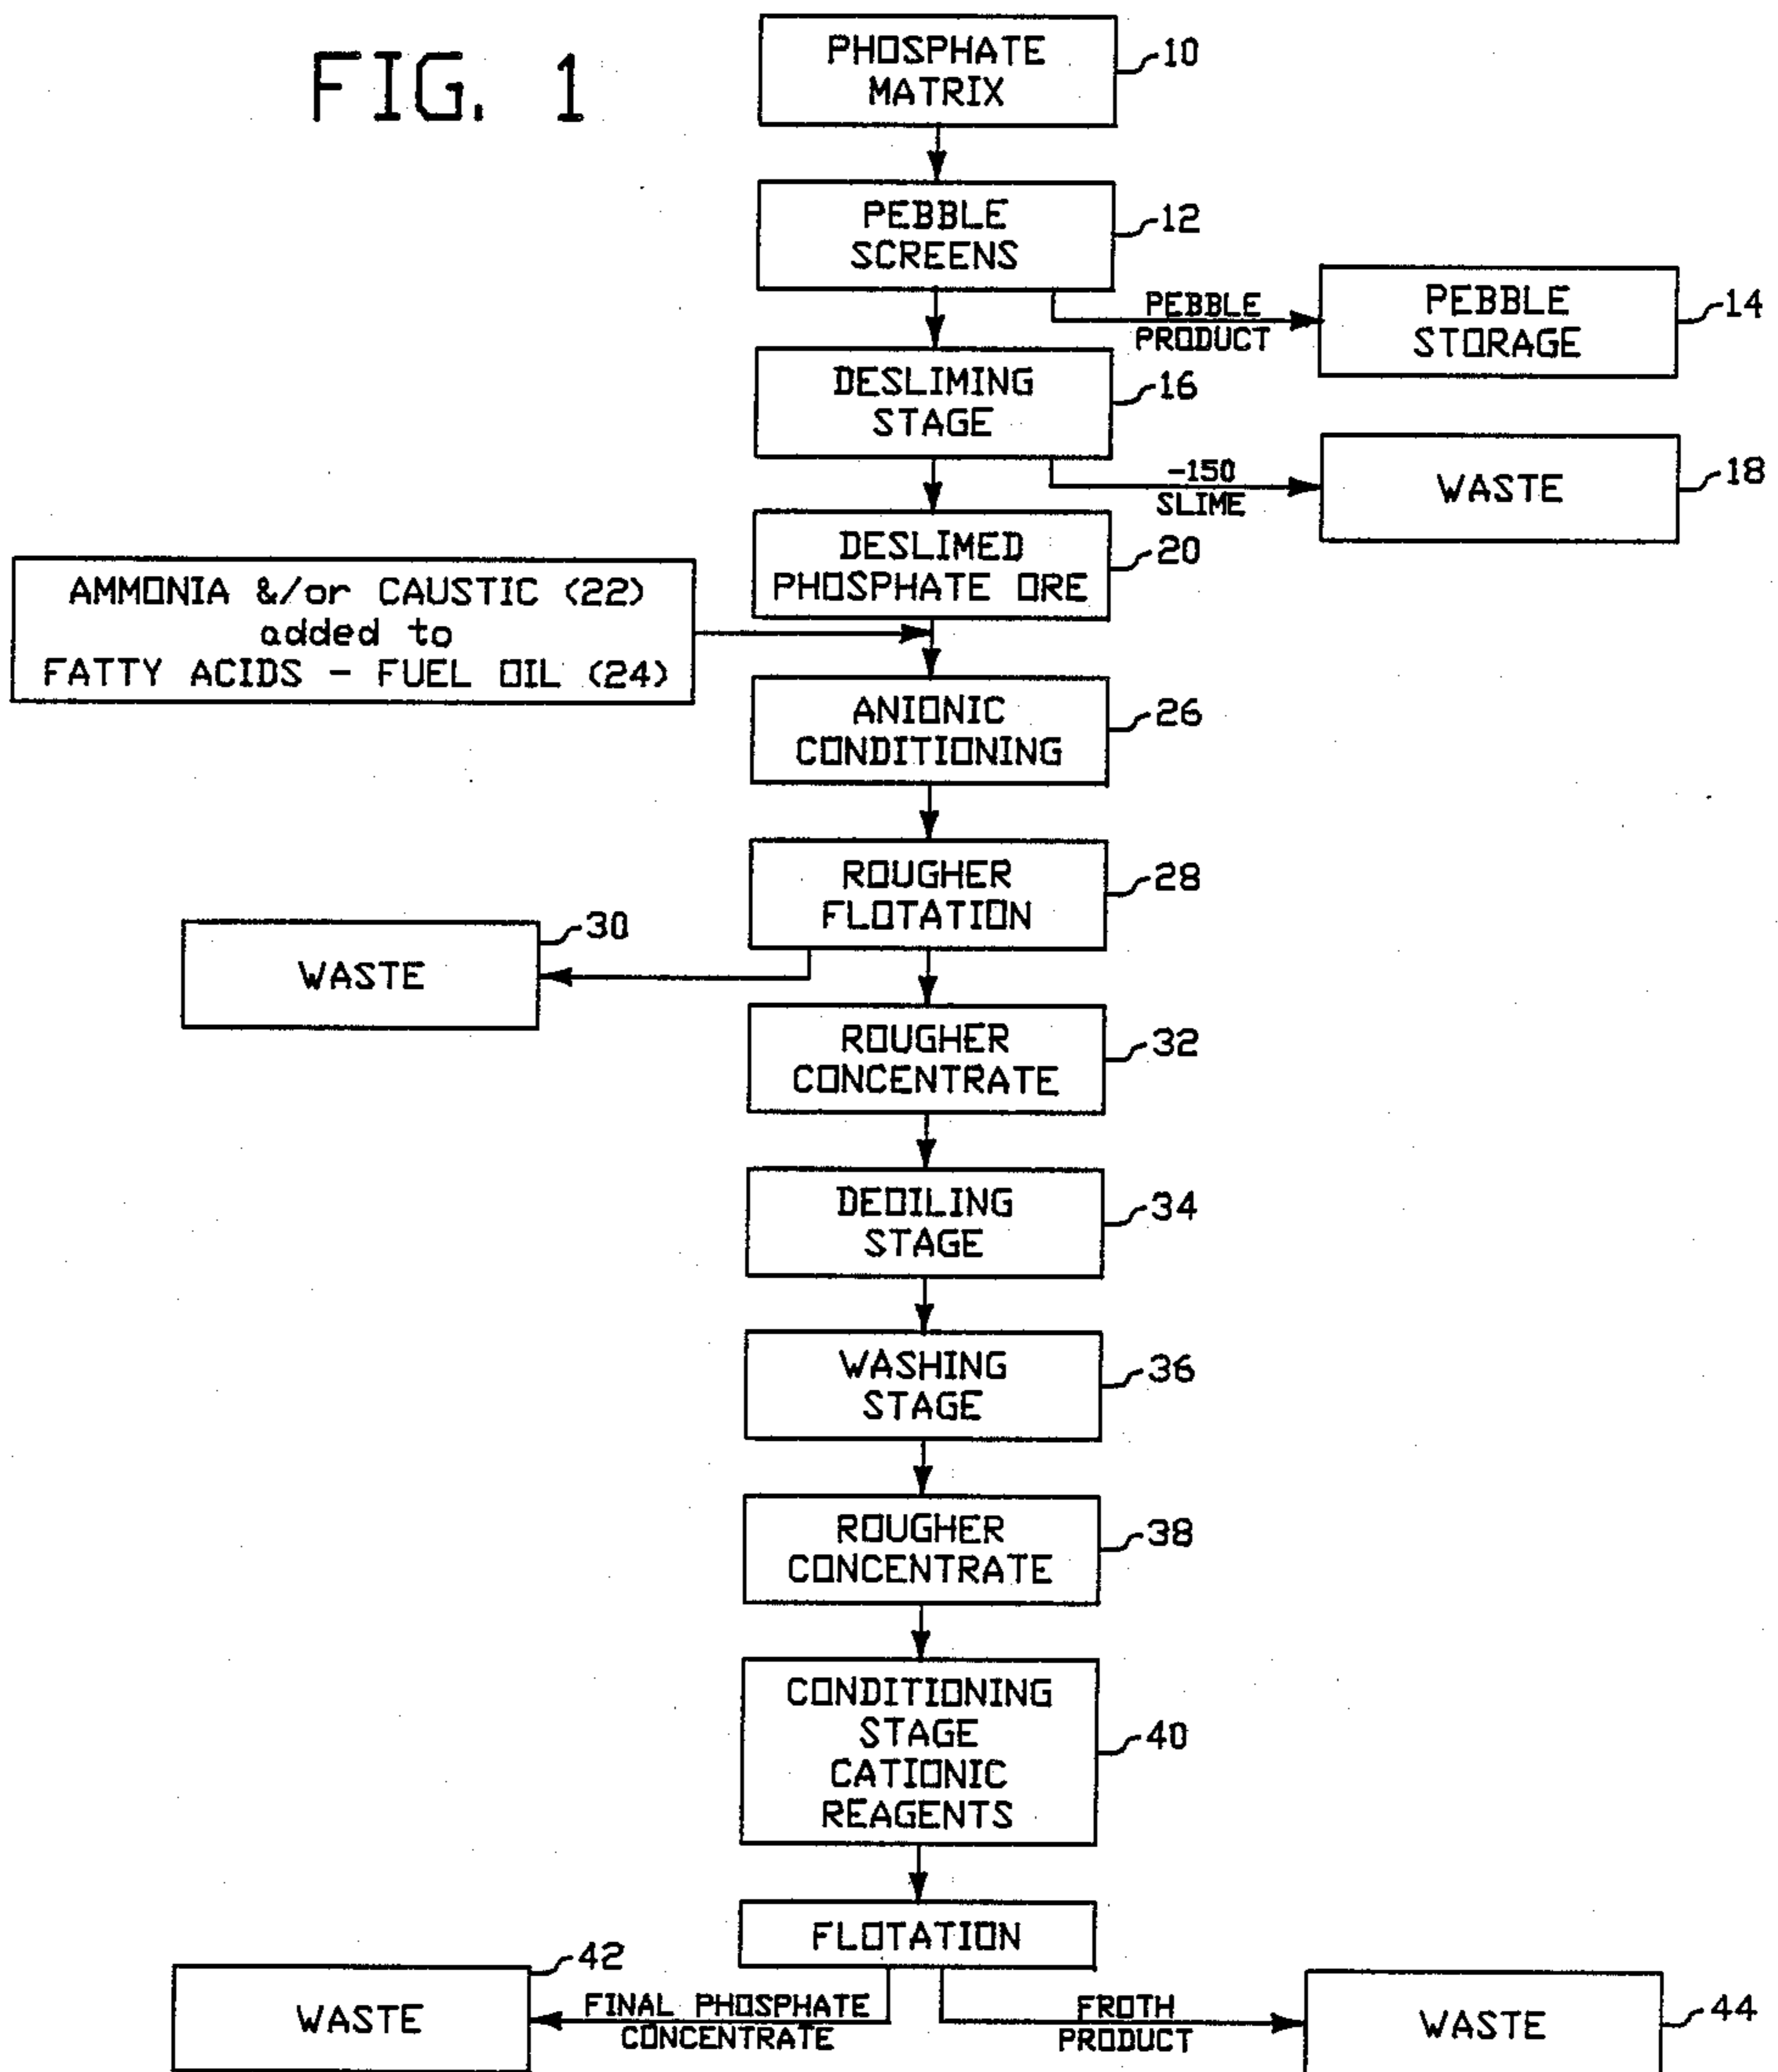 FIG. 1
PHOSPHATE
MATRIX
10
PEBBLE
SCREENS
12
PEBBLE
PRODUCT
PEBBLE
STORAGE
14
DESLIMING
STAGE
16
-150
SLIME
WASTE
18
DESLIMED
PHOSPHATE ORE
20
AMMONIA &/or CAUSTIC (22)
added to
FATTY ACIDS - FUEL OIL (24)
ANIONIC
CONDITIONING
26
ROUGHER
FLOTATION
28
WASTE
30
ROUGHER
CONCENTRATE
32
DEOILING
STAGE
34
WASHING
STAGE
36
ROUGHER
CONCENTRATE
38
CONDITIONING
STAGE
CATIONIC
REAGENTS
40
FLOTATION
WASTE
42
FINAL PHOSPHATE
CONCENTRATE
FROTH
PRODUCT
WASTE
44